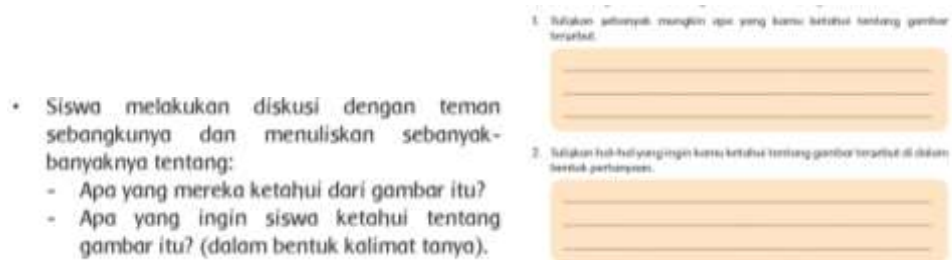 • Siswa melakukan diskusi dengan teman
sebangkunya dan menuliskan sebanyak-
banyaknya tentang:
- Apa yang mereka ketahui dari gambar itu?
- Apa yang ingin siswa ketahui tentang
gambar itu? (dalam bentuk kalimat tanya).
1. Tuliskan sebanyak mungkin apa yang kamu ketahui tentang gambar
tersebut.
2. Tuliskan hal-hal yang ingin kamu ketahui tentang gambar tersebut di dalam
bentuk pertanyaan.